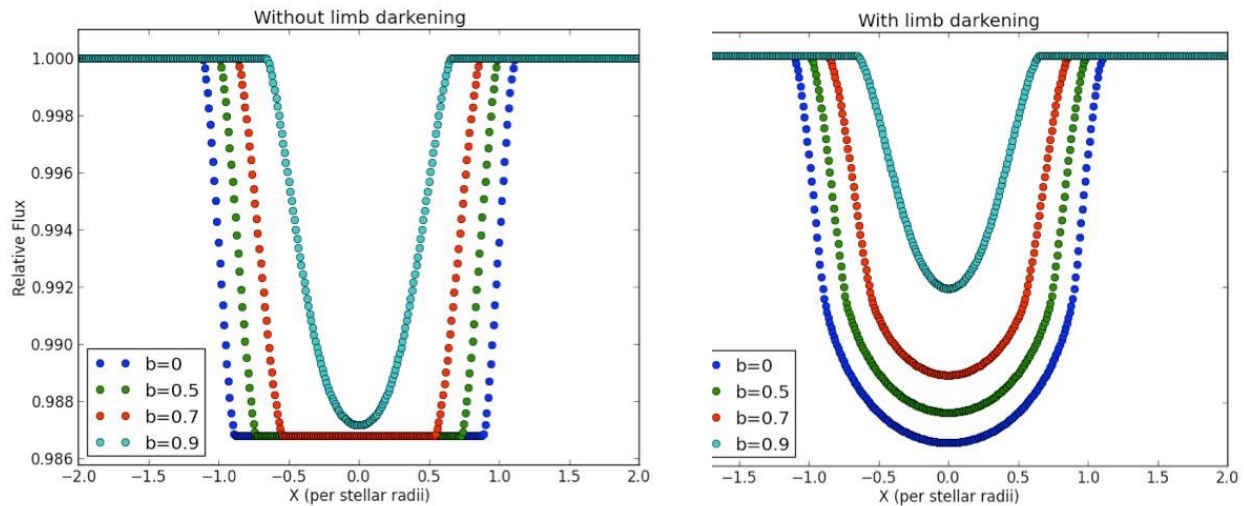 Without limb darkening
1.000
0.998
0.996
0.994
0.992
0.990
0.988
0.986
Relative Flux
b=0
b=0.5
b=0.7
b=0.9
−2.0 −1.5 −1.0 −0.5 0.0 0.5 1.0 1.5 2.0
X (per stellar radii)
With limb darkening
b=0
b=0.5
b=0.7
b=0.9
−1.5 −1.0 −0.5 0.0 0.5 1.0 1.5 2.0
X (per stellar radii)